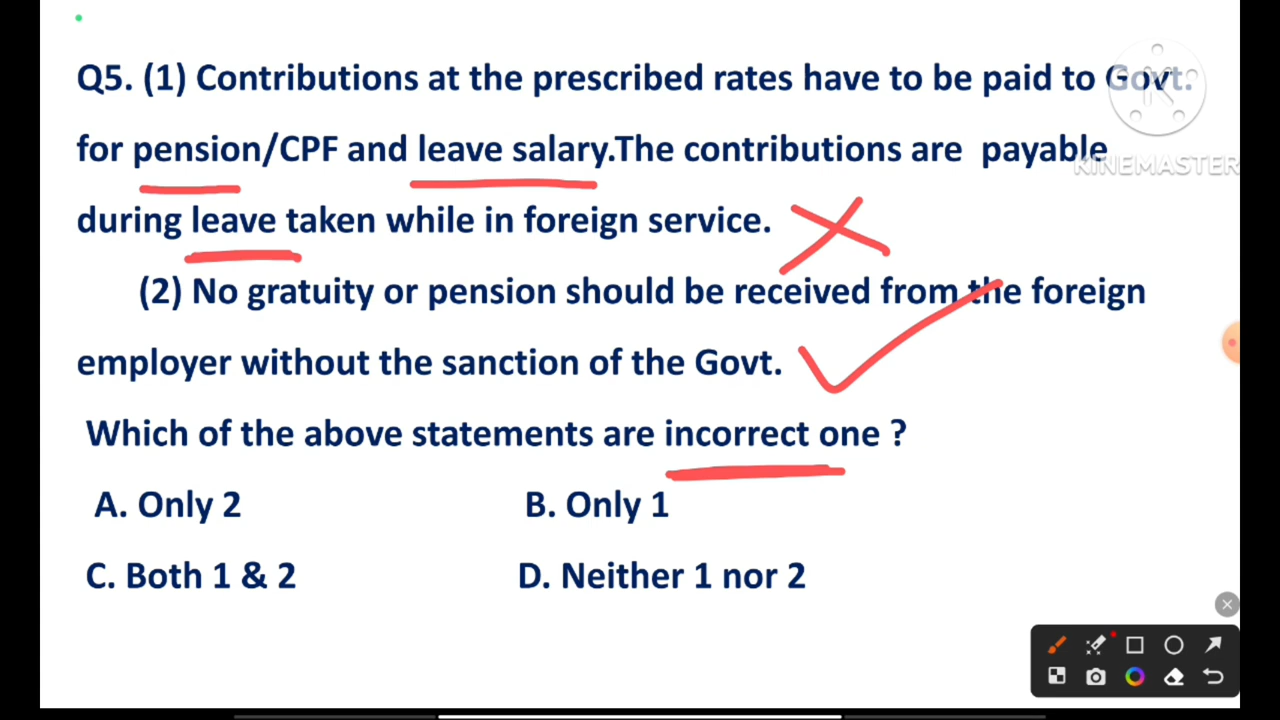 Q5. (1) Contributions at the prescribed rates have to be paid to Govt.
for pension/CPF and leave salary.The contributions are payable
KINEMASTER
during leave taken while in foreign service.
(2) No gratuity or pension should be received from the foreign
employer without the sanction of the Govt.
Which of the above statements are incorrect one ?
A. Only 2 B. Only 1
C. Both 1 & 2 D. Neither 1 nor 2